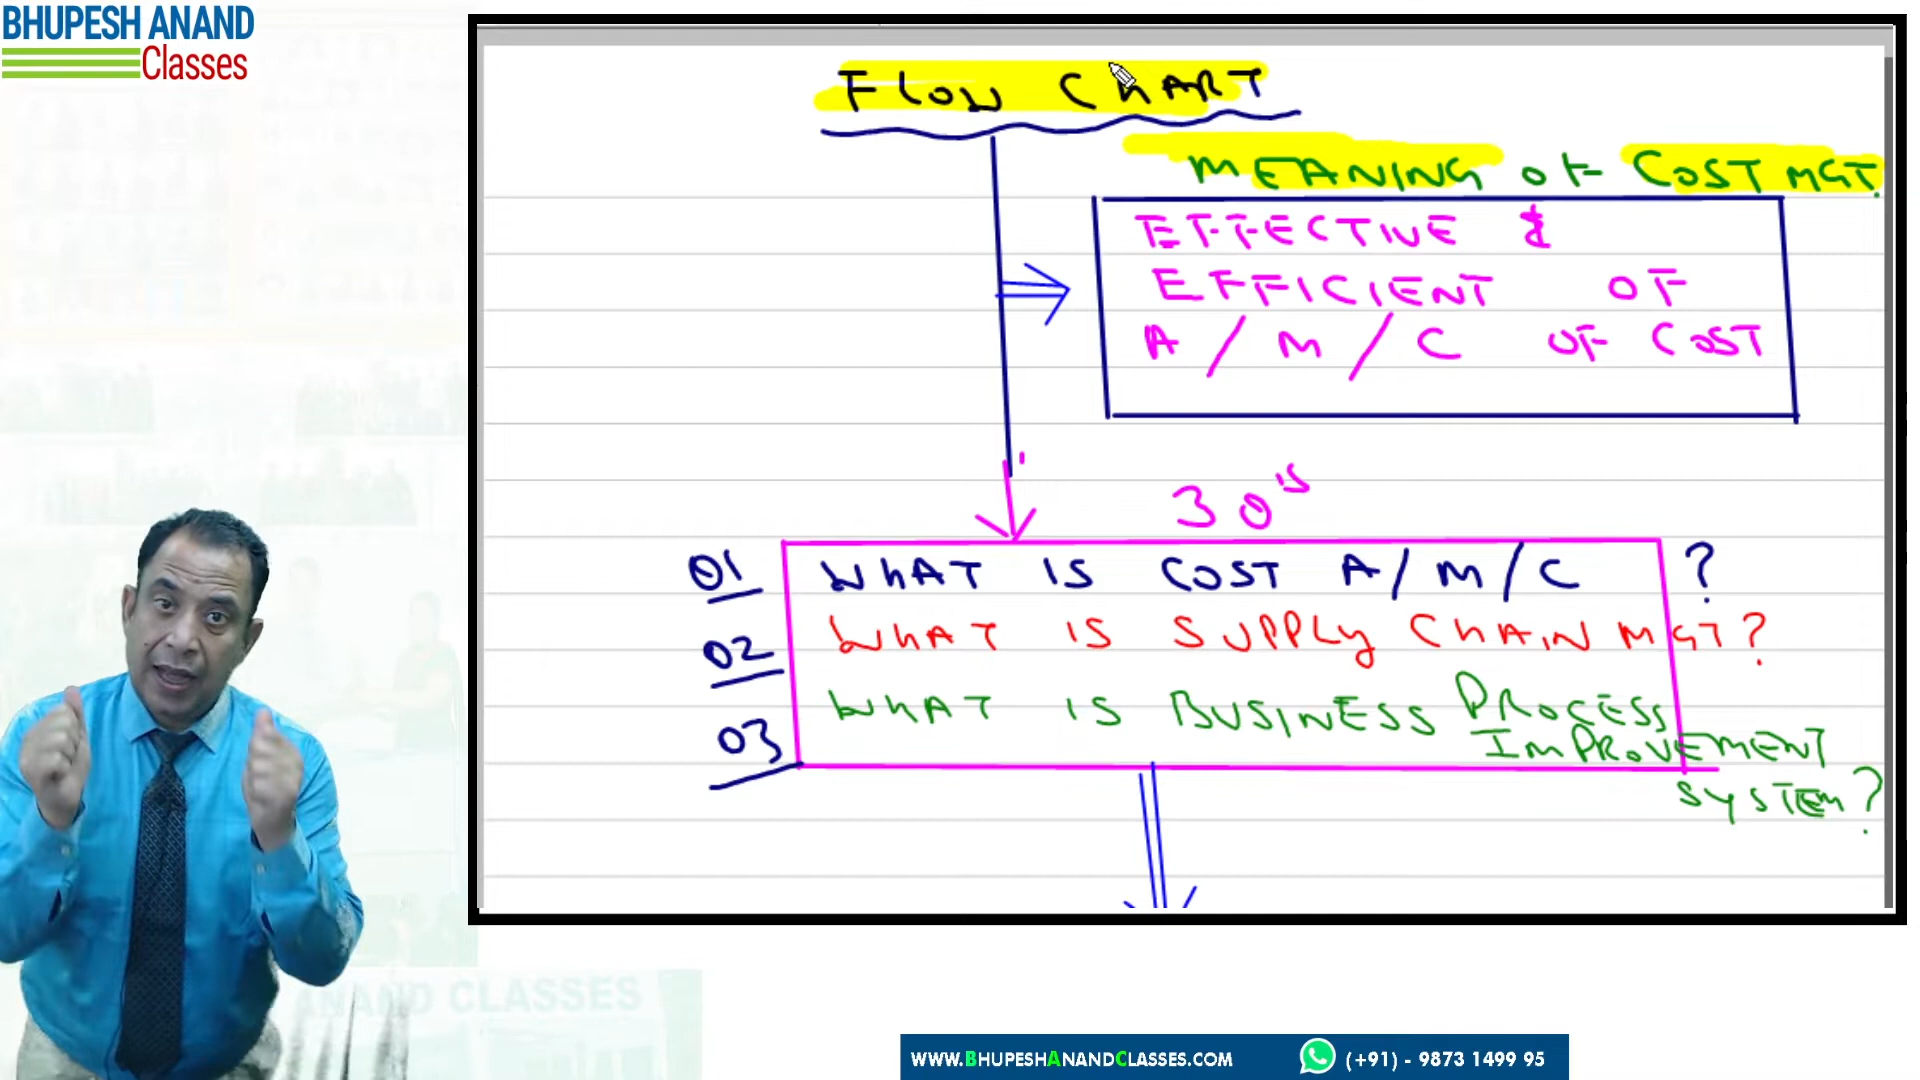 BHUPESH ANAND
Classes
FLOW CHART
MEANING OF COST MGT.
EFFECTIVE &
EFFICIENT OF
A / M / C OF COST
30's
01 WHAT IS COST A/M/C ?
02 WHAT IS SUPPLY CHAIN MGT?
03 WHAT IS BUSINESS PROCESS
IMPROVEMENT
SYSTEM?
ANAND CLASSES
WWW.BHUPESHANANDCLASSES.COM (+91) - 9873 1499 95